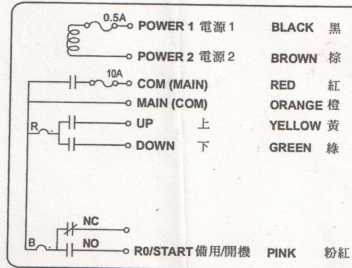 0.5A POWER 1 電源1 BLACK 黑
POWER 2 電源2 BROWN 棕
10A COM (MAIN) RED 紅
MAIN (COM) ORANGE 橙
R UP 上 YELLOW 黃
DOWN 下 GREEN 綠
NC
B NO R0/START 備用/開機 PINK 粉紅